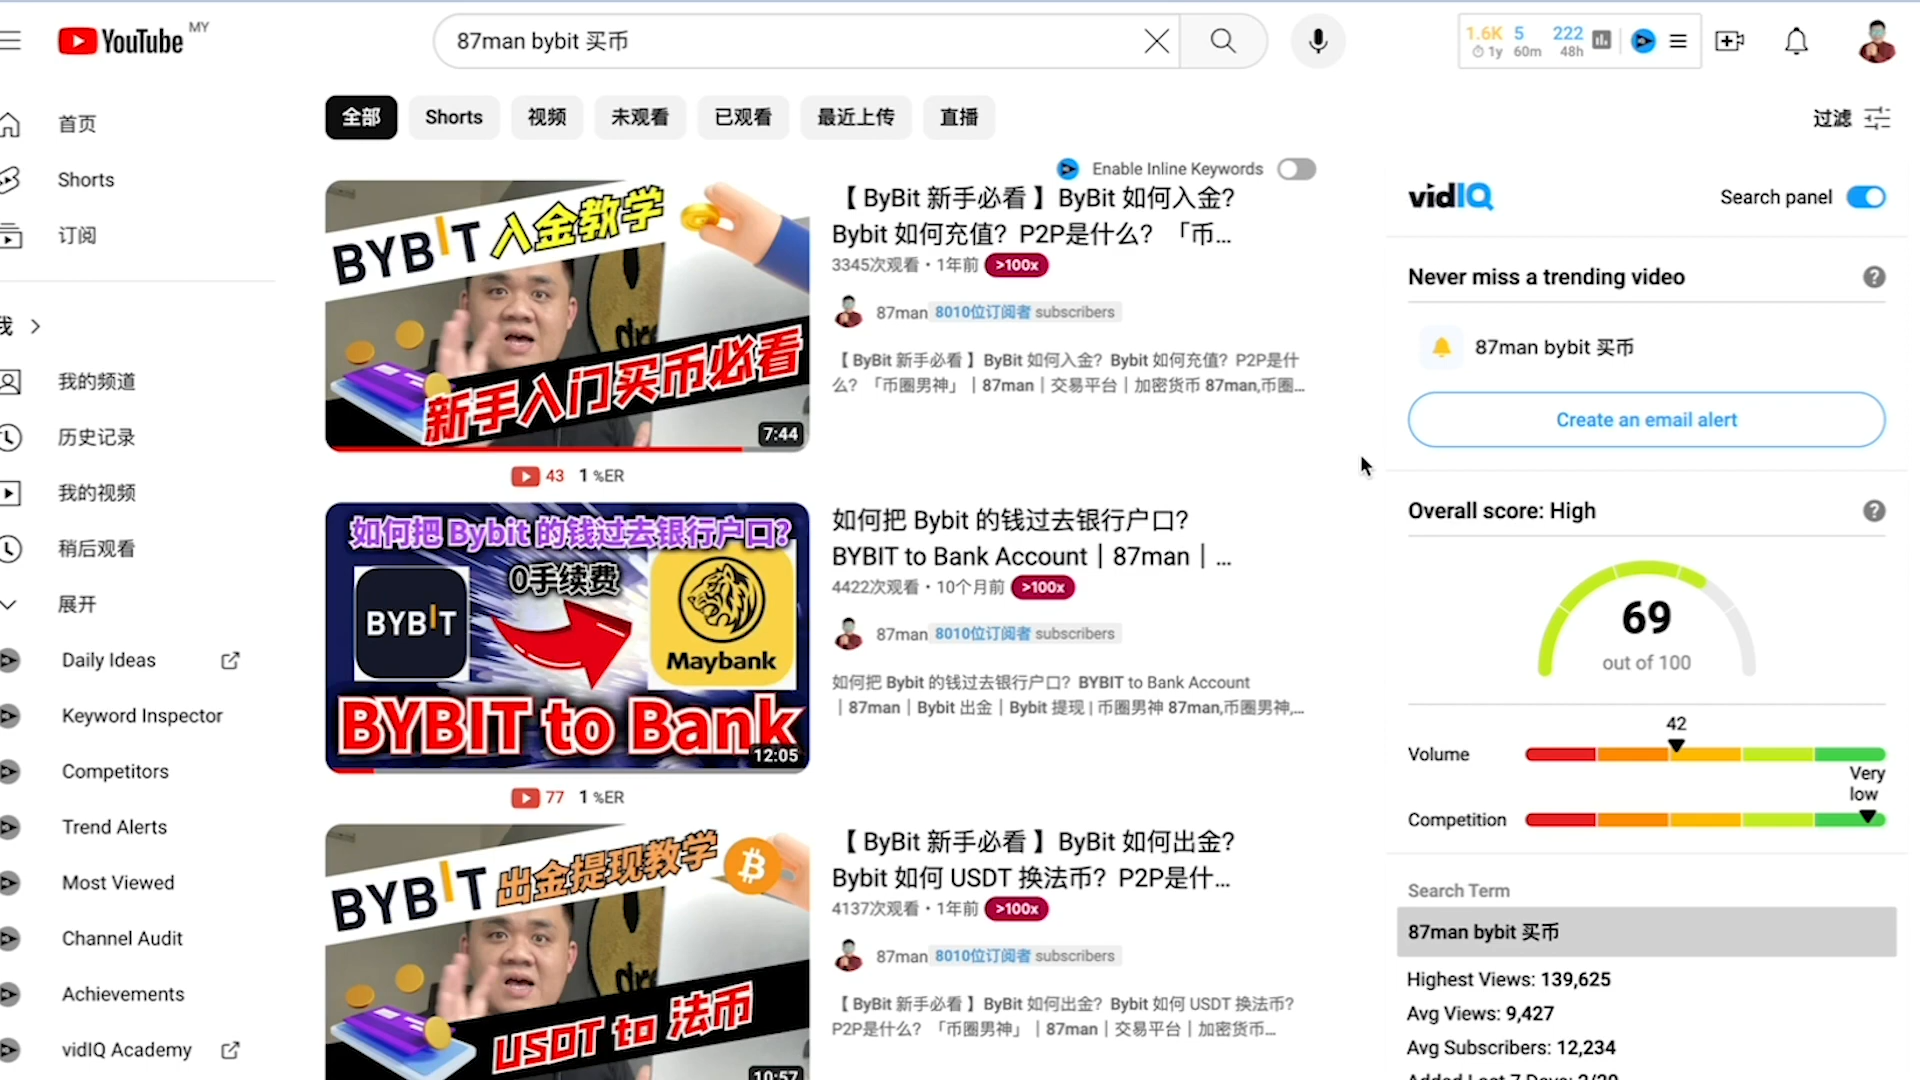 YouTube MY
87man bybit 买币
1.6K 5 222
1y 60m 48h
首页
Shorts
订阅
我
我的频道
历史记录
我的视频
稍后观看
展开
Daily Ideas
Keyword Inspector
Competitors
Trend Alerts
Most Viewed
Channel Audit
Achievements
vidIQ Academy
全部 Shorts 视频 未观看 已观看 最近上传 直播 过滤
Enable Inline Keywords
BYBIT 入金教学
新手入门买币必看
7:44
43 1 %ER
【 ByBit 新手必看 】ByBit 如何入金?
Bybit 如何充值? P2P是什么? 「币...
3345次观看・1年前 >100x
87man 8010位订阅者 subscribers
【 ByBit 新手必看 】ByBit 如何入金? Bybit 如何充值? P2P是什
么? 「币圈男神」｜87man｜交易平台｜加密货币 87man,币圈...
如何把 Bybit 的钱过去银行户口?
0手续费
BYBIT
Maybank
BYBIT to Bank
12:05
77 1 %ER
如何把 Bybit 的钱过去银行户口?
BYBIT to Bank Account｜87man｜...
4422次观看・10个月前 >100x
87man 8010位订阅者 subscribers
如何把 Bybit 的钱过去银行户口? BYBIT to Bank Account
｜87man｜Bybit 出金｜Bybit 提现 | 币圈男神 87man,币圈男神,...
BYBIT 出金提现教学
USDT to 法币
10:57
【 ByBit 新手必看 】ByBit 如何出金?
Bybit 如何 USDT 换法币? P2P是什...
4137次观看・1年前 >100x
87man 8010位订阅者 subscribers
【 ByBit 新手必看 】ByBit 如何出金? Bybit 如何 USDT 换法币?
P2P是什么? 「币圈男神」｜87man｜交易平台｜加密货币...
vidIQ Search panel
Never miss a trending video
87man bybit 买币
Create an email alert
Overall score: High
69
out of 100
42
Volume
Very
low
Competition
Search Term
87man bybit 买币
Highest Views: 139,625
Avg Views: 9,427
Avg Subscribers: 12,234